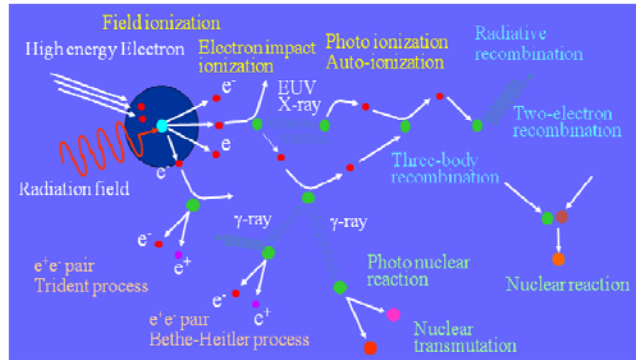 Field ionization
High energy Electron
Electron impact
ionization
Photo ionization
Auto-ionization
Radiative
recombination
EUV
X-ray
e-
e
e-
Two-electron
recombination
Three-body
recombination
Radiation field
γ-ray
γ-ray
e-
e+
e+e- pair
Trident process
e-
e+
e+e- pair
Bethe-Heitler process
Photo nuclear
reaction
Nuclear
transmutation
Nuclear reaction